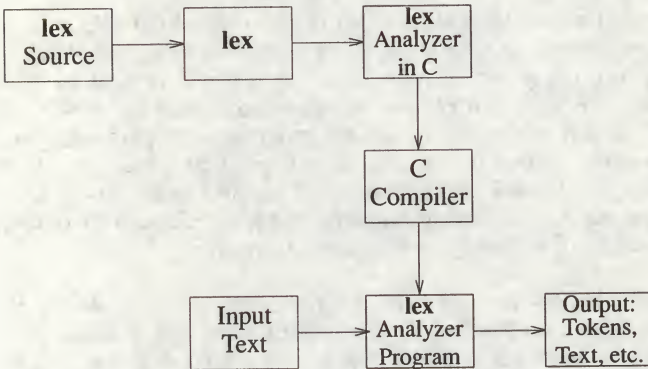 lex
Source
lex
lex
Analyzer
in C
C
Compiler
Input
Text
lex
Analyzer
Program
Output:
Tokens,
Text, etc.